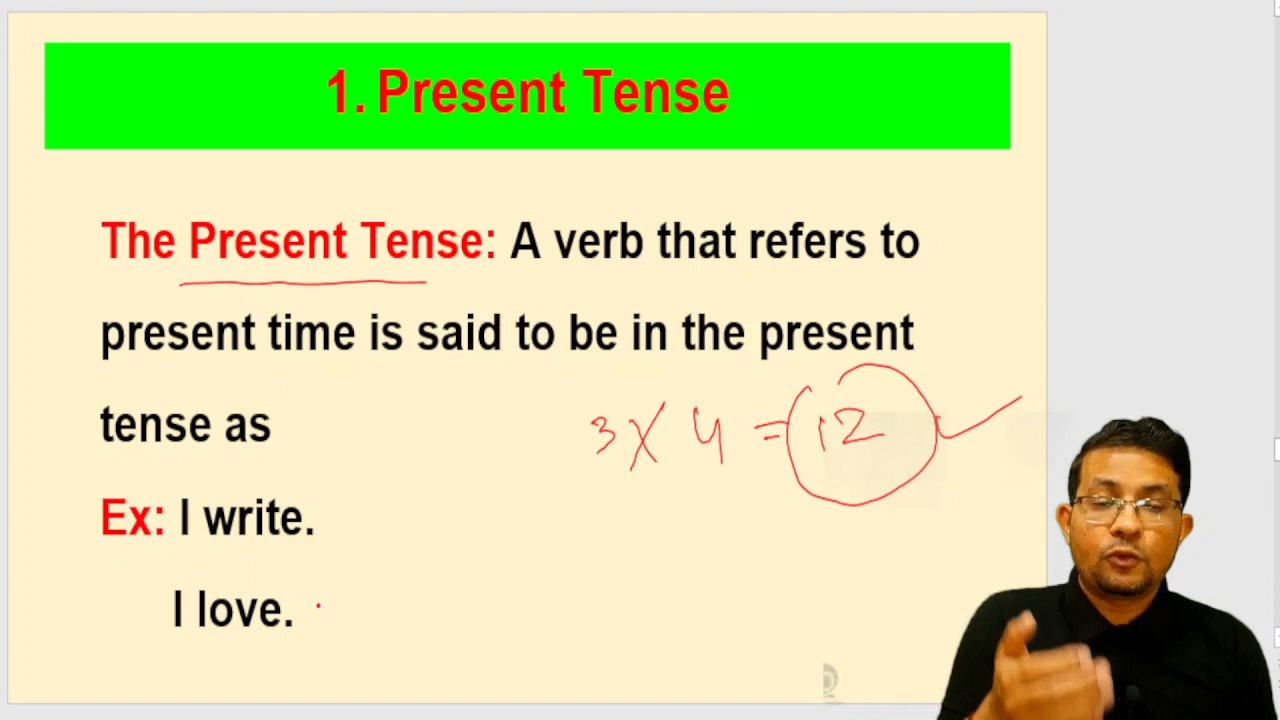 1. Present Tense
The Present Tense: A verb that refers to
present time is said to be in the present
tense as
3 X 4 = 12
Ex: I write.
I love.